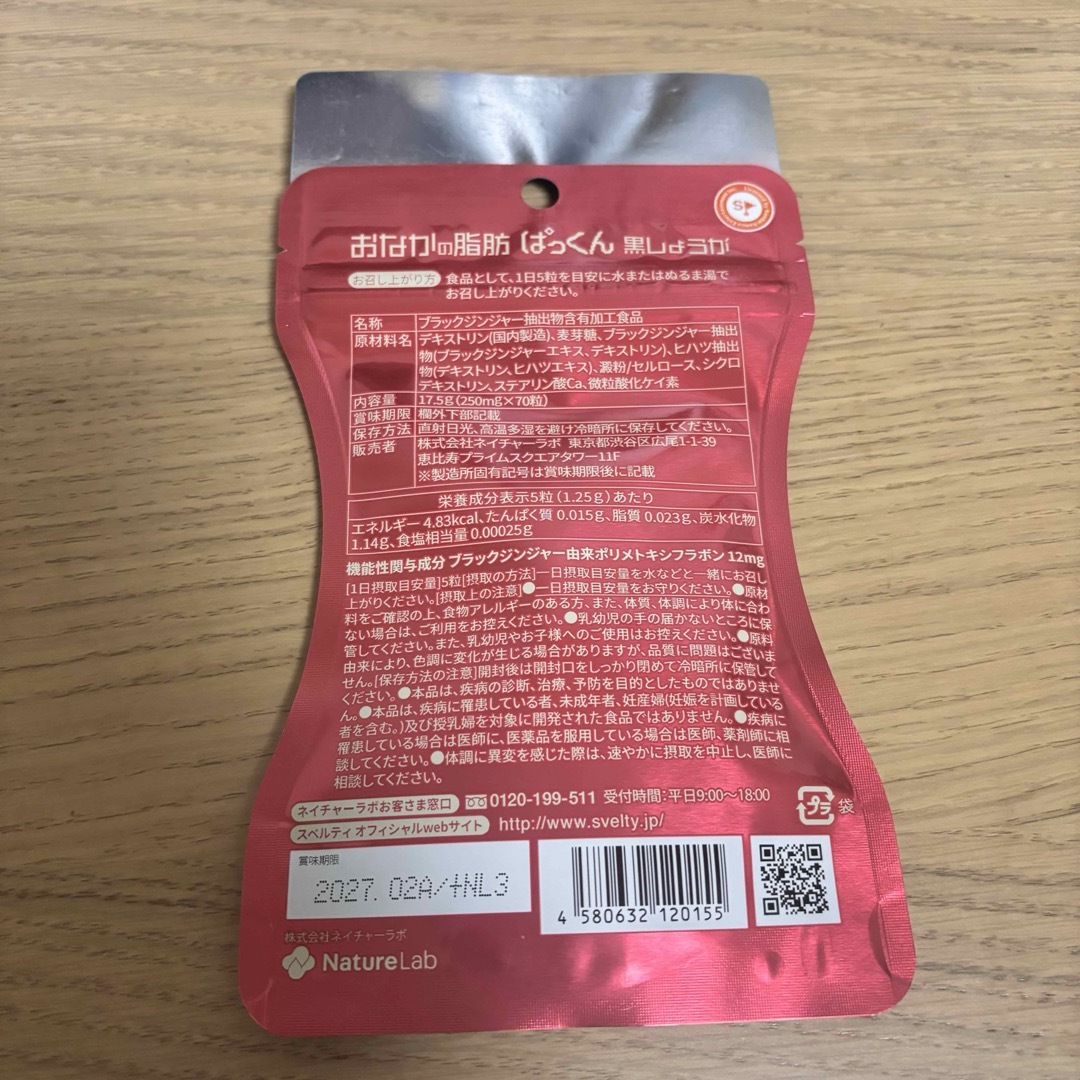 おなかの脂肪 ぱっくん 黒しょうが
お召し上がり方 食品として、1日5粒を目安に水またはぬるま湯で
お召し上がりください。
名称 ブラックジンジャー抽出物含有加工食品
原材料名 デキストリン(国内製造)、麦芽糖、ブラックジンジャー抽出
物(ブラックジンジャーエキス、デキストリン)、ヒハツ抽出
物(デキストリン、ヒハツエキス)、澱粉/セルロース、シクロ
デキストリン、ステアリン酸Ca、微粒酸化ケイ素
内容量 17.5g(250mg×70粒)
賞味期限 欄外下部記載
保存方法 直射日光、高温多湿を避け冷暗所に保存してください。
販売者 株式会社ネイチャーラボ 東京都渋谷区広尾1-1-39
恵比寿プライムスクエアタワー11F
※製造所固有記号は賞味期限後に記載
栄養成分表示5粒(1.25g)あたり
エネルギー 4.83kcal、たんぱく質 0.015g、脂質 0.023g、炭水化物
1.14g、食塩相当量 0.00025g
機能性関与成分 ブラックジンジャー由来ポリメトキシフラボン 12mg
[1日摂取目安量]5粒[摂取の方法]一日摂取目安量を水などと一緒にお召し
上がりください。[摂取上の注意]●一日摂取目安量をお守りください。●原材
料をご確認の上、食物アレルギーのある方、また、体質、体調により体に合わ
ない場合は、ご利用をお控えください。●乳幼児の手の届かないところに保
管してください。また、乳幼児やお子様へのご使用はお控えください。●原料
由来により、色調に変化が生じる場合がありますが、品質に問題はございま
せん。[保存方法の注意]開封後は開封口をしっかり閉めて冷暗所に保管して
ください。●本品は、疾病の診断、治療、予防を目的としたものではありませ
ん。●本品は、疾病に罹患している者、未成年者、妊産婦(妊娠を計画している
者を含む。)及び授乳婦を対象に開発された食品ではありません。●疾病に
罹患している場合は医師に、医薬品を服用している場合は医師、薬剤師に相
談してください。●体調に異変を感じた際は、速やかに摂取を中止し、医師に
相談してください。
ネイチャーラボお客さま窓口 0120-199-511 受付時間:平日9:00~18:00
スベルティ オフィシャルwebサイト http://www.svelty.jp/
プラ 袋
賞味期限
2027.02A/+NL3
4 580632 120155
株式会社ネイチャーラボ
NatureLab